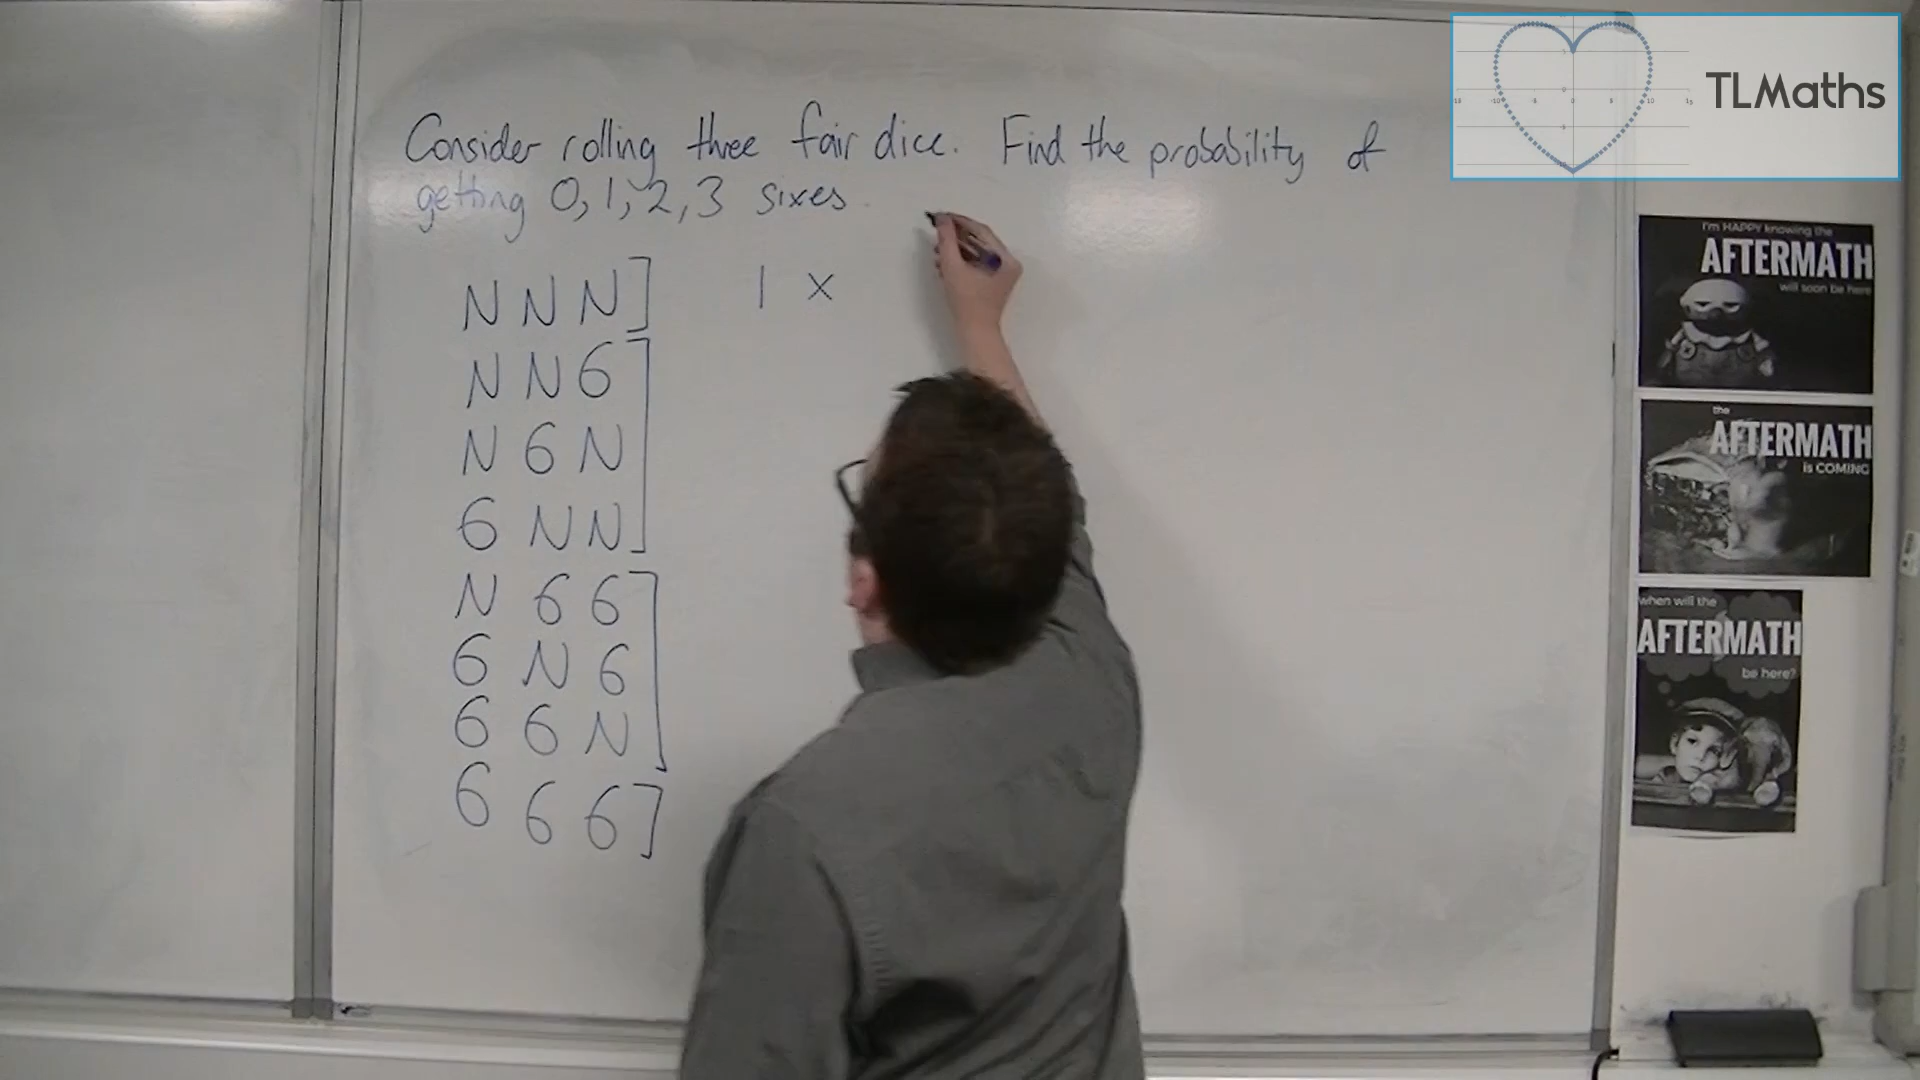 Consider rolling three fair dice. Find the probability of
getting 0, 1, 2, 3 sixes
N N N ] 1 ×
N N 6
N 6 N
6 N N
N 6 6
6 N 6
6 6 N
6 6 6 ]
TLMaths
I'm HAPPY knowing the
AFTERMATH
will soon be here
the
AFTERMATH
is COMING
when will the
AFTERMATH
be here?